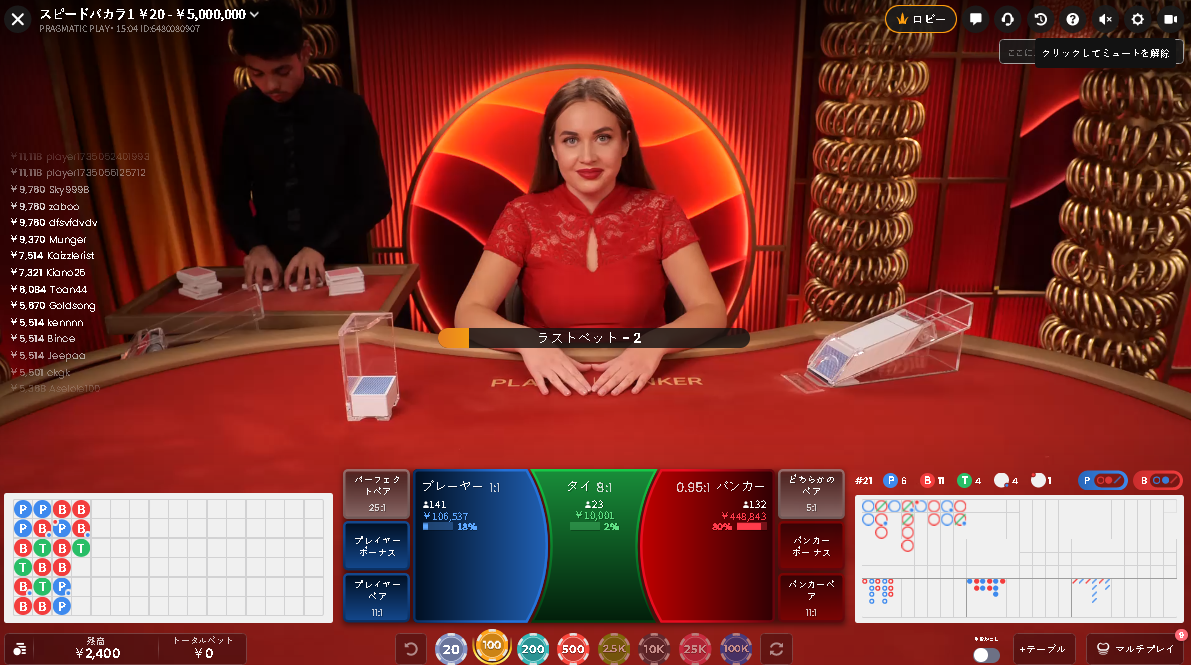 スピードバカラ1 ￥20 - ￥5,000,000
PRAGMATIC PLAY• 15:04 ID:6480080907
ロビー
ここに
クリックしてミュートを解除
￥11,118 player1735052401993
￥11,118 player1735056125712
￥9,760 Sky999B
￥9,760 zaboo
￥9,760 dfsvfdvdv
￥9,370 Munger
￥7,514 Kaizzlerist
￥7,321 Kiano26
￥6,084 Toan44
￥5,670 Goldsong
￥5,514 kennnn
￥5,514 Bince
￥5,514 Jeepaa
￥5,501 ckgk
ラストベット - 2
パーフェクトペア
25:1
プレイヤーボーナス
プレイヤーペア
11:1
プレーヤー 1:1
141
￥106,537
18%
タイ 8:1
23
￥10,001
2%
0.95:1 バンカー
132
￥448,843
80%
どちらかのペア
5:1
バンカーボーナス
バンカーペア
11:1
#21 P 6 B 11 T 4 4 1 P B
P P B B
P B P B
B T B T
T B B
B T P
B B P
残高
￥2,400
トータルベット
￥0
20 100 200 500 2.5K 10K 25K 100K
+テーブル
マルチプレイ
9